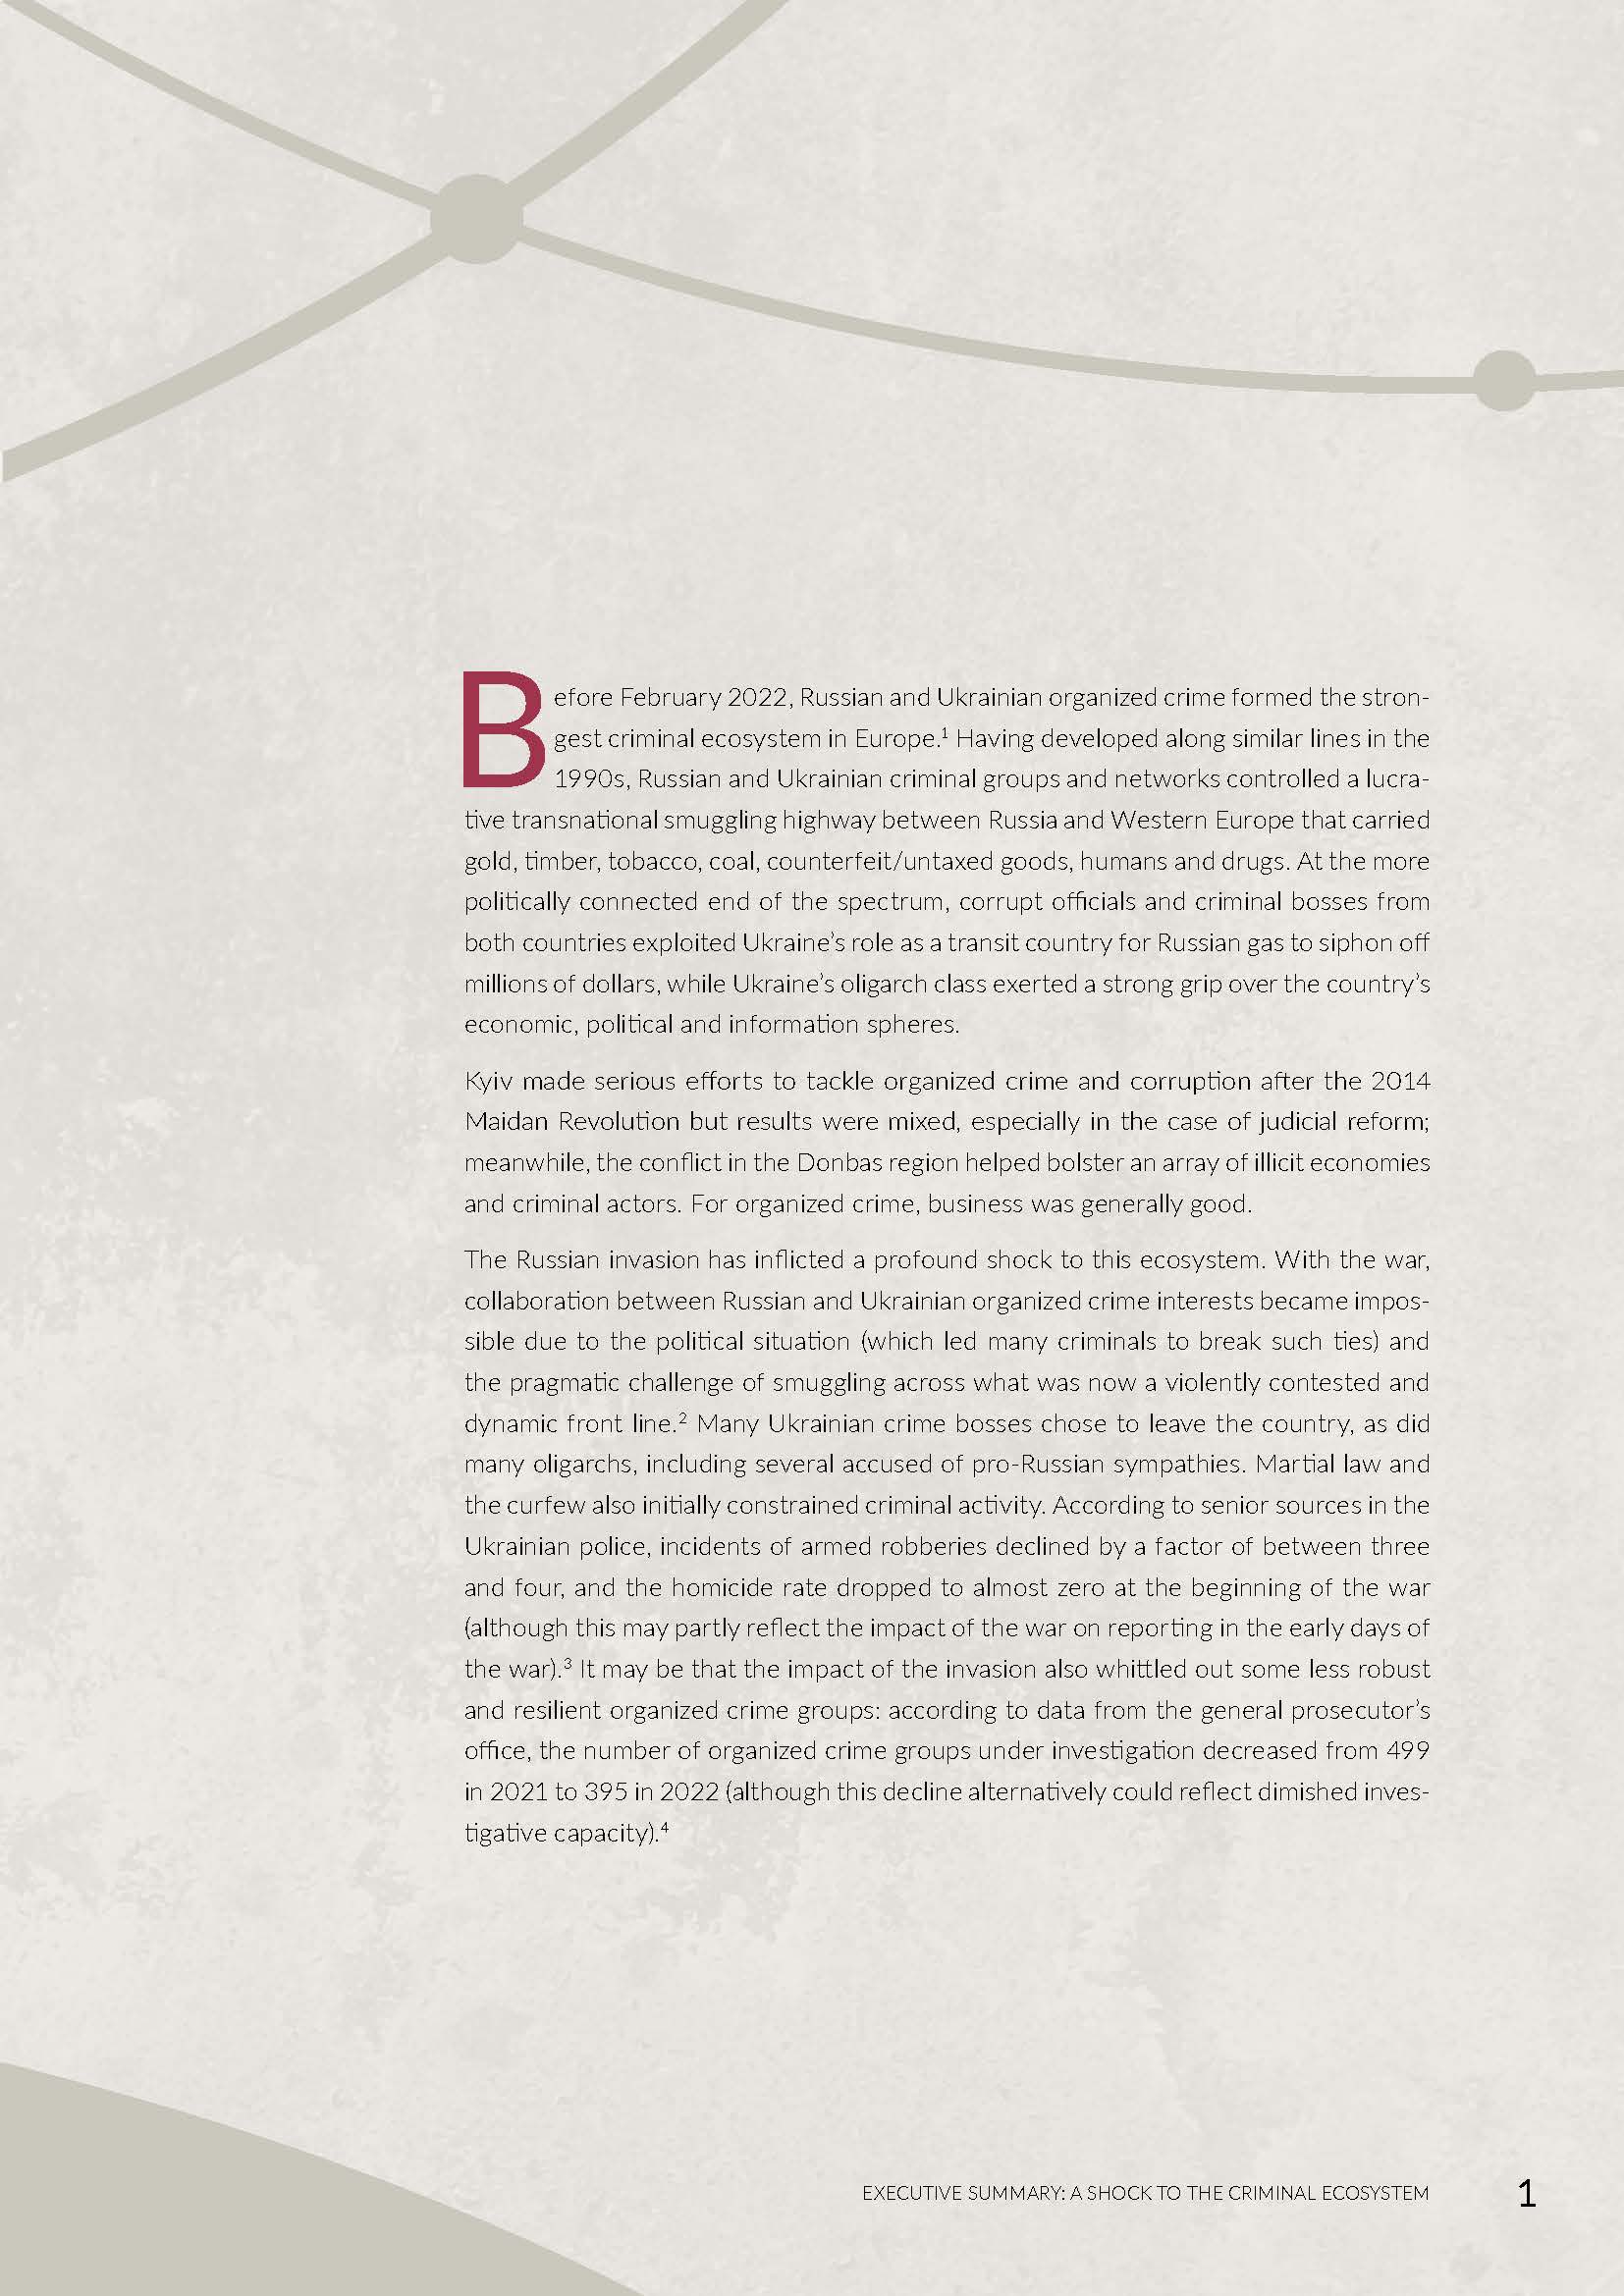 Before February 2022, Russian and Ukrainian organized crime formed the stron-
gest criminal ecosystem in Europe.¹ Having developed along similar lines in the
1990s, Russian and Ukrainian criminal groups and networks controlled a lucra-
tive transnational smuggling highway between Russia and Western Europe that carried
gold, timber, tobacco, coal, counterfeit/untaxed goods, humans and drugs. At the more
politically connected end of the spectrum, corrupt officials and criminal bosses from
both countries exploited Ukraine’s role as a transit country for Russian gas to siphon off
millions of dollars, while Ukraine’s oligarch class exerted a strong grip over the country’s
economic, political and information spheres.
Kyiv made serious efforts to tackle organized crime and corruption after the 2014
Maidan Revolution but results were mixed, especially in the case of judicial reform;
meanwhile, the conflict in the Donbas region helped bolster an array of illicit economies
and criminal actors. For organized crime, business was generally good.
The Russian invasion has inflicted a profound shock to this ecosystem. With the war,
collaboration between Russian and Ukrainian organized crime interests became impos-
sible due to the political situation (which led many criminals to break such ties) and
the pragmatic challenge of smuggling across what was now a violently contested and
dynamic front line.² Many Ukrainian crime bosses chose to leave the country, as did
many oligarchs, including several accused of pro-Russian sympathies. Martial law and
the curfew also initially constrained criminal activity. According to senior sources in the
Ukrainian police, incidents of armed robberies declined by a factor of between three
and four, and the homicide rate dropped to almost zero at the beginning of the war
(although this may partly reflect the impact of the war on reporting in the early days of
the war).³ It may be that the impact of the invasion also whittled out some less robust
and resilient organized crime groups: according to data from the general prosecutor’s
office, the number of organized crime groups under investigation decreased from 499
in 2021 to 395 in 2022 (although this decline alternatively could reflect dimished inves-
tigative capacity).⁴
EXECUTIVE SUMMARY: A SHOCK TO THE CRIMINAL ECOSYSTEM 1